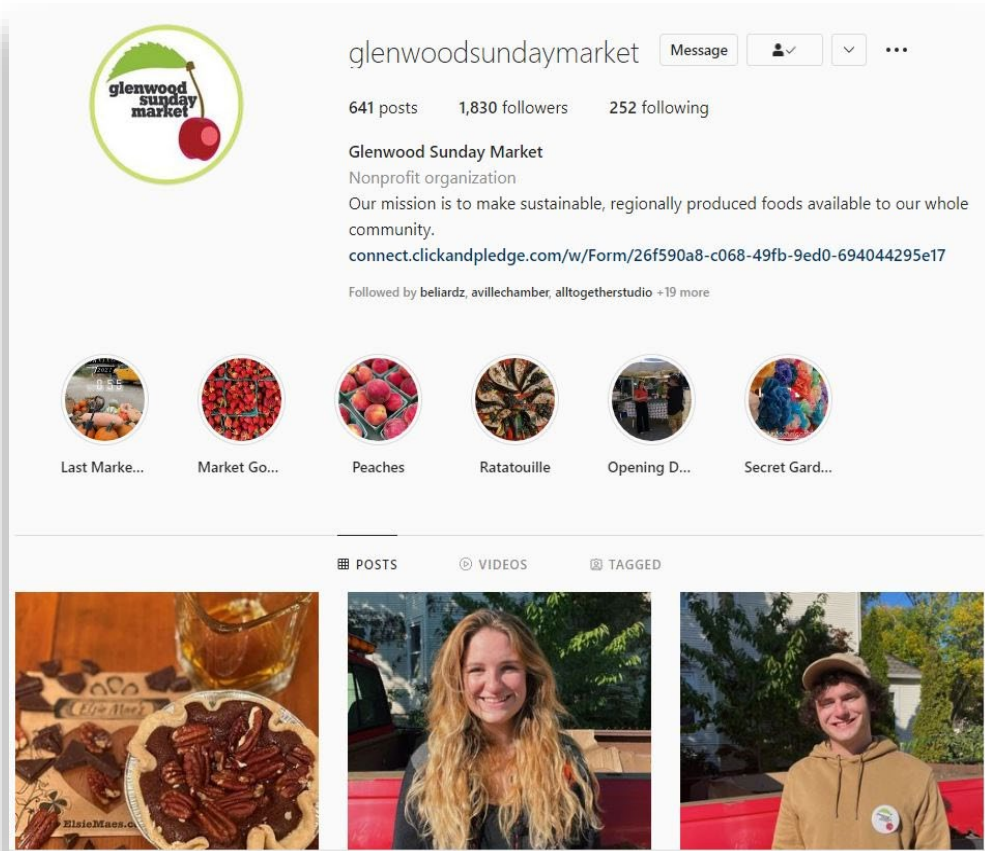 glenwood
sunday
market
glenwoodsundaymarket Message
641 posts 1,830 followers 252 following
Glenwood Sunday Market
Nonprofit organization
Our mission is to make sustainable, regionally produced foods available to our whole
community.
connect.clickandpledge.com/w/Form/26f590a8-c068-49fb-9ed0-694044295e17
Followed by beliardz, avillechamber, alltogetherstudio +19 more
Last Marke... Market Go... Peaches Ratatouille Opening D... Secret Gard...
POSTS VIDEOS TAGGED
Elsie Mae's
ElsieMaes.c